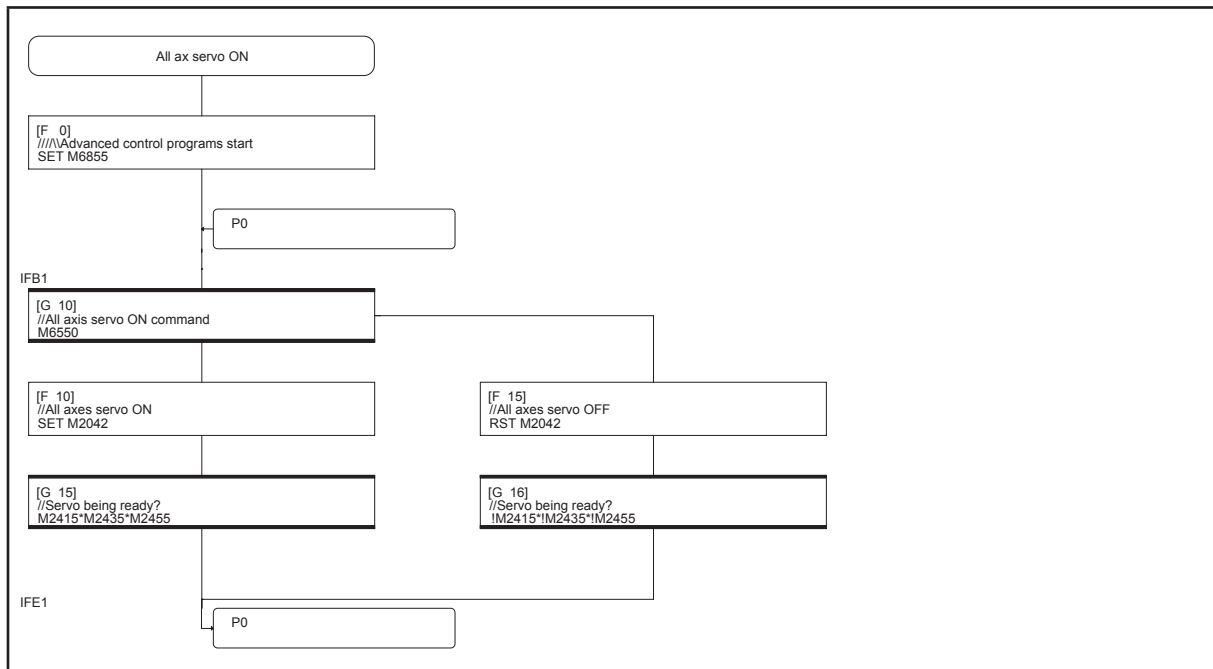 All ax servo ON
[F 0]
////\\Advanced control programs start
SET M6855
P0
IFB1
[G 10]
//All axis servo ON command
M6550
[F 10]
//All axes servo ON
SET M2042
[F 15]
//All axes servo OFF
RST M2042
[G 15]
//Servo being ready?
M2415*M2435*M2455
[G 16]
//Servo being ready?
!M2415*!M2435*!M2455
IFE1
P0